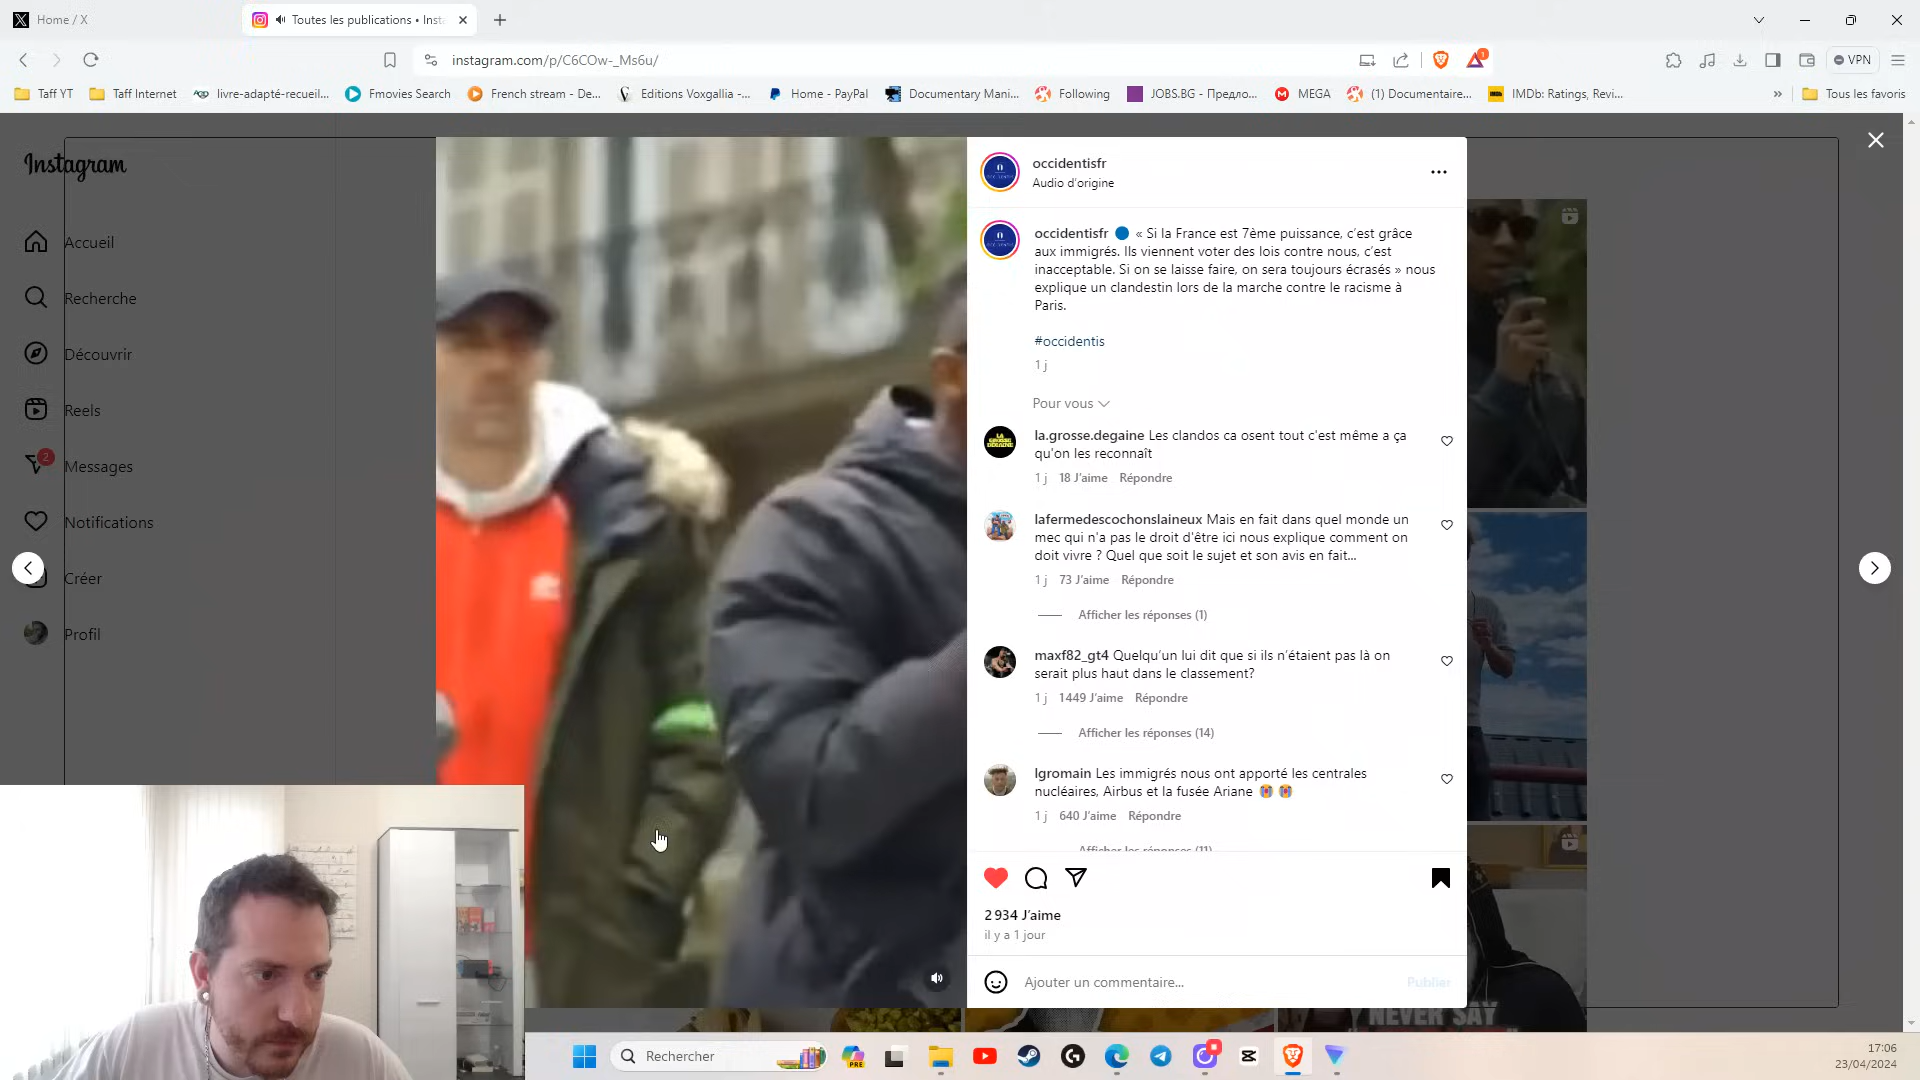 Home / X
Toutes les publications • Inst
instagram.com/p/C6COw-_Ms6u/
VPN
Taff YT
Taff Internet
livre-adapté-recueil...
Fmovies Search
French stream - De...
Editions Voxgallia -...
Home - PayPal
Documentary Mani...
Following
JOBS.BG - Предло...
MEGA
(1) Documentaire...
IMDb: Ratings, Revi...
Tous les favoris
Instagram
Accueil
Recherche
Découvrir
Reels
2
Messages
Notifications
Créer
Profil
occidentisfr
Audio d'origine
occidentisfr 🔵 « Si la France est 7ème puissance, c'est grâce
aux immigrés. Ils viennent voter des lois contre nous, c'est
inacceptable. Si on se laisse faire, on sera toujours écrasés » nous
explique un clandestin lors de la marche contre le racisme à
Paris.
#occidentis
1 j
Pour vous
la.grosse.degaine Les clandos ca osent tout c'est même a ça
qu'on les reconnaît
1 j 18 J'aime Répondre
lafermedescochonslaineux Mais en fait dans quel monde un
mec qui n'a pas le droit d'être ici nous explique comment on
doit vivre ? Quel que soit le sujet et son avis en fait...
1 j 73 J'aime Répondre
Afficher les réponses (1)
maxf82_gt4 Quelqu'un lui dit que si ils n'étaient pas là on
serait plus haut dans le classement?
1 j 1449 J'aime Répondre
Afficher les réponses (14)
lgromain Les immigrés nous ont apporté les centrales
nucléaires, Airbus et la fusée Ariane 😭 😭
1 j 640 J'aime Répondre
Afficher les réponses (11)
2 934 J'aime
il y a 1 jour
Ajouter un commentaire...
Publier
NEVER SAY
Rechercher
PRE
17:06
23/04/2024